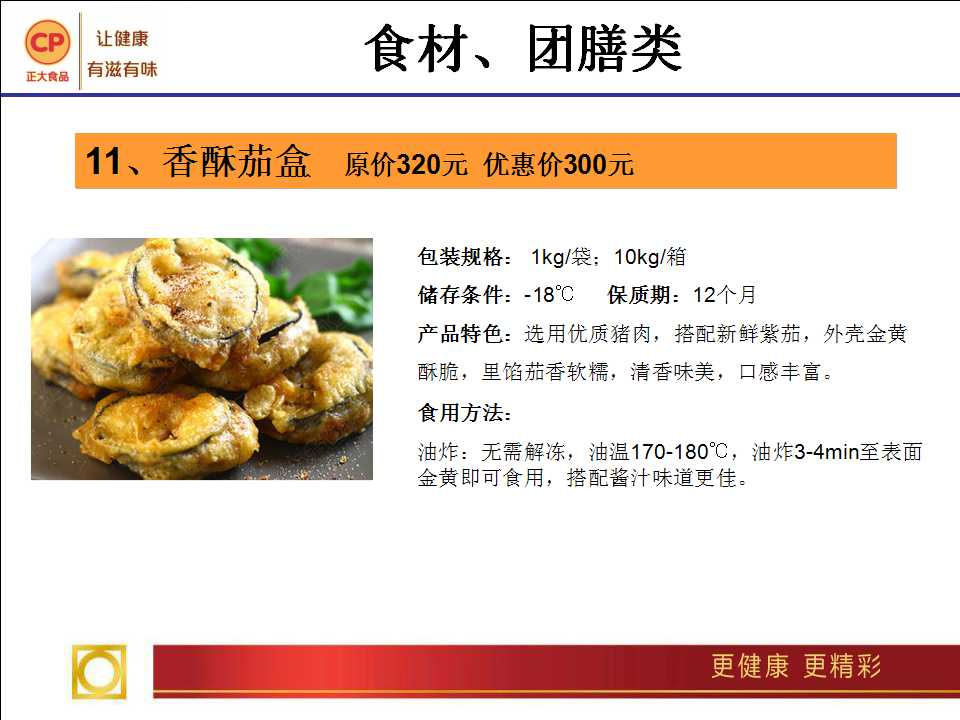 CP
正大食品
让健康
有滋有味
食材、团膳类
11、香酥茄盒 原价320元 优惠价300元
包装规格： 1kg/袋；10kg/箱
储存条件：-18℃ 保质期：12个月
产品特色：选用优质猪肉，搭配新鲜紫茄，外壳金黄
酥脆，里馅茄香软糯，清香味美，口感丰富。
食用方法：
油炸：无需解冻，油温170-180℃，油炸3-4min至表面
金黄即可食用，搭配酱汁味道更佳。
更健康 更精彩